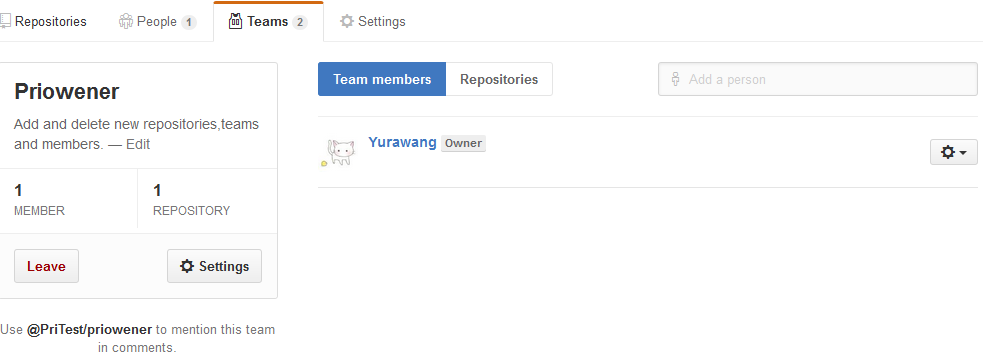 Repositories People 1 Teams 2 Settings
Priowener
Add and delete new repositories,teams
and members. — Edit
1 1
MEMBER REPOSITORY
Leave Settings
Use @PriTest/priowener to mention this team
in comments.
Team members Repositories Add a person
Yurawang Owner